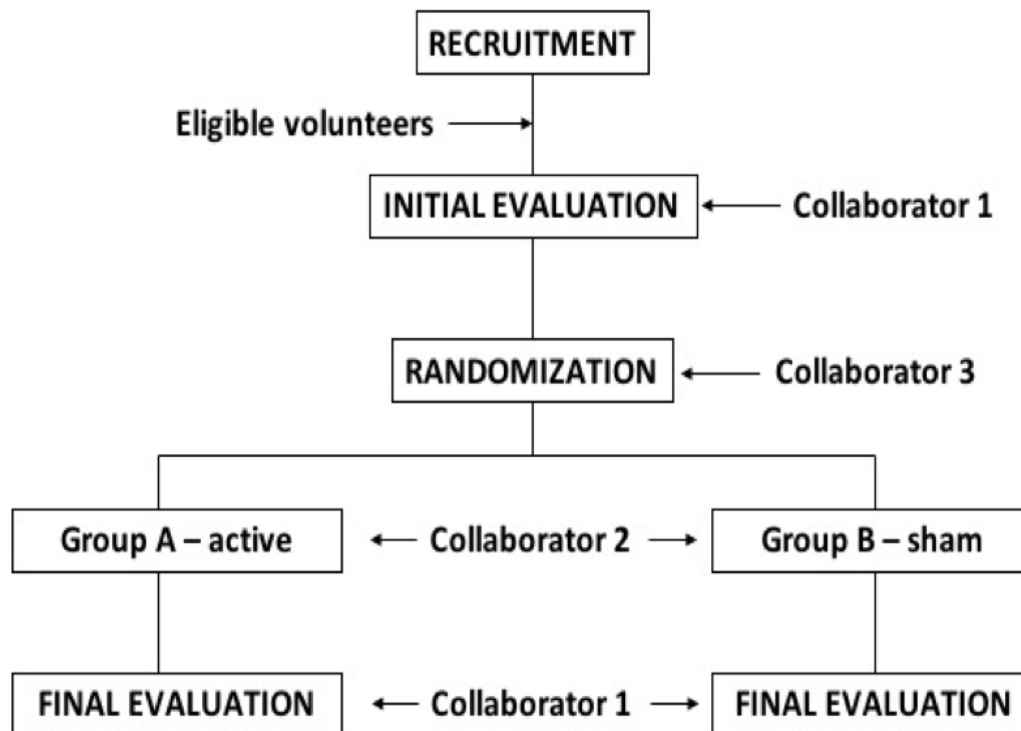 RECRUITMENT
Eligible volunteers
INITIAL EVALUATION
Collaborator 1
RANDOMIZATION
Collaborator 3
Group A – active
Collaborator 2
Group B – sham
FINAL EVALUATION
Collaborator 1
FINAL EVALUATION